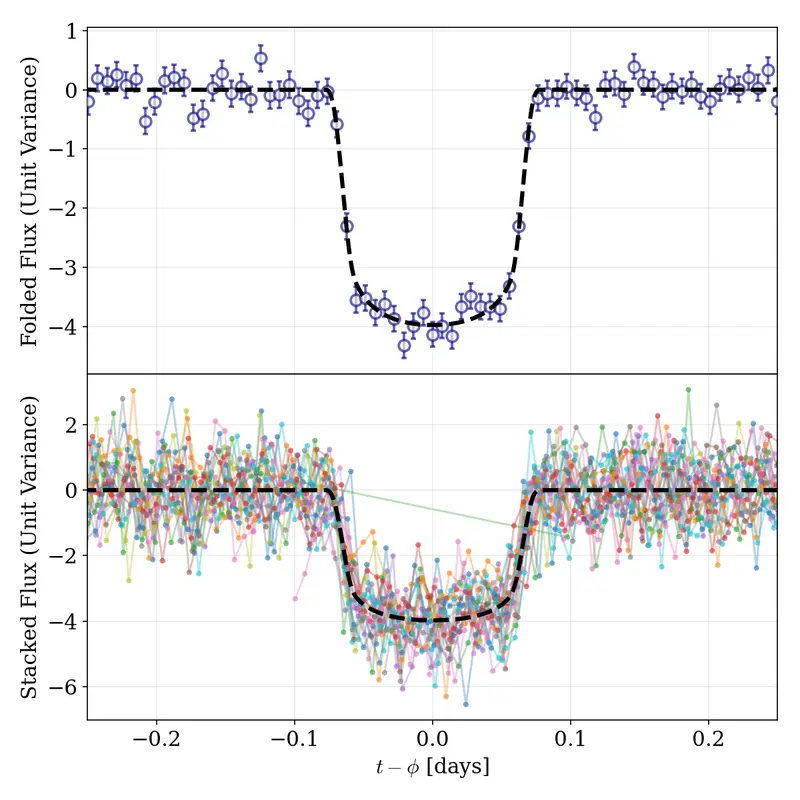 Folded Flux (Unit Variance)
1
0
−1
−2
−3
−4
Stacked Flux (Unit Variance)
2
0
−2
−4
−6
−0.2 −0.1 0.0 0.1 0.2
t − ϕ [days]